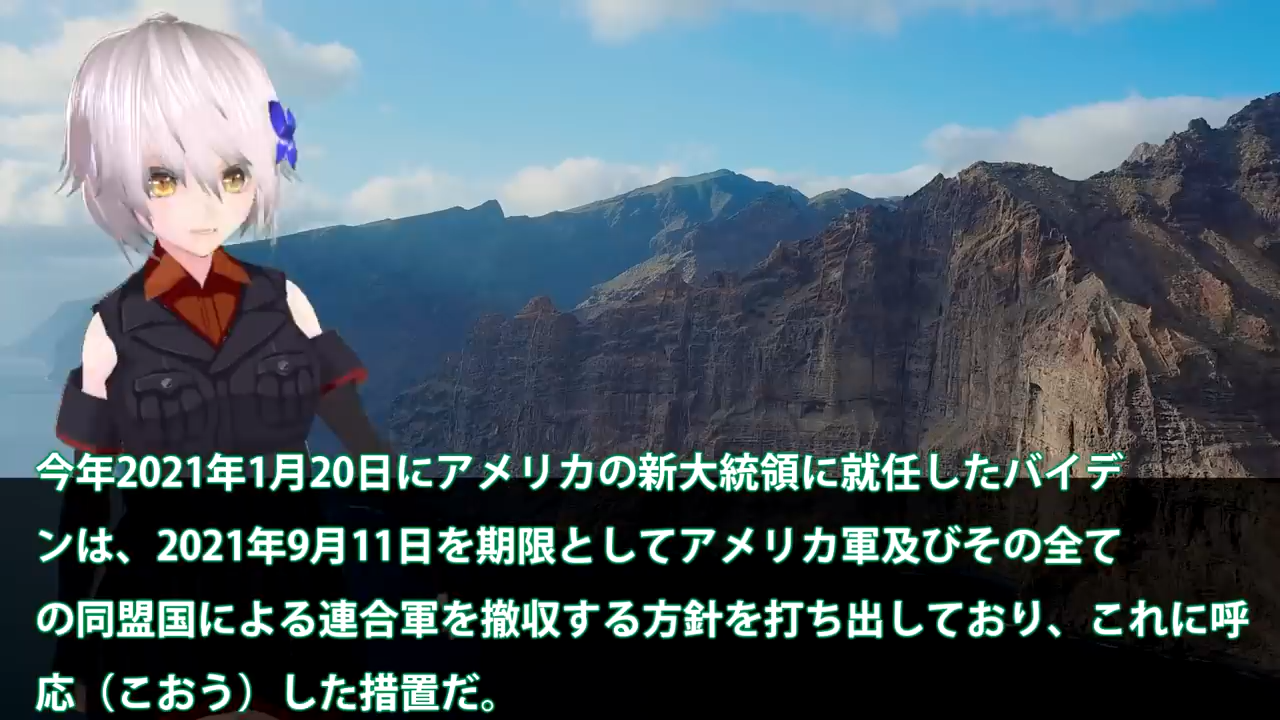 今年2021年1月20日にアメリカの新大統領に就任したバイデ
ンは、2021年9月11日を期限としてアメリカ軍及びその全て
の同盟国による連合軍を撤収する方針を打ち出しており、これに呼
応（こおう）した措置だ。